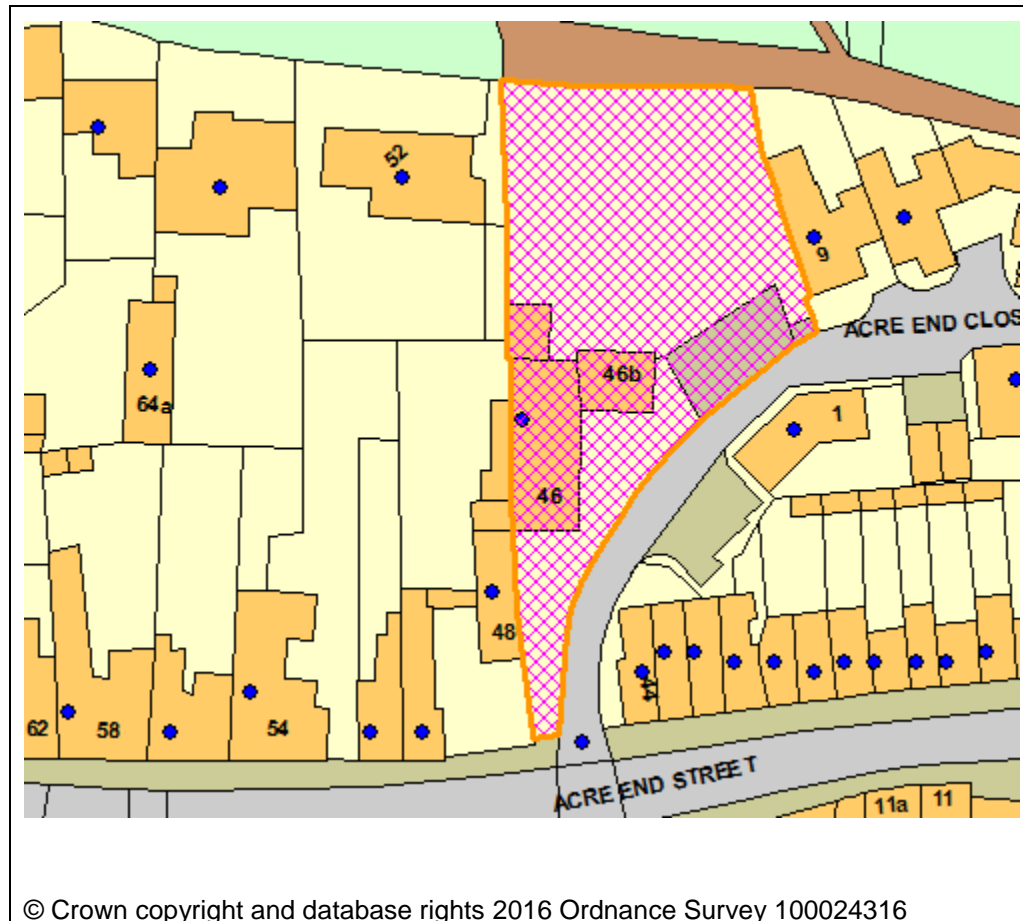 52
9
ACRE END CLOS
46b
1
64a
46
48
44
62
58
54
ACRE END STREET
11a
11
© Crown copyright and database rights 2016 Ordnance Survey 100024316